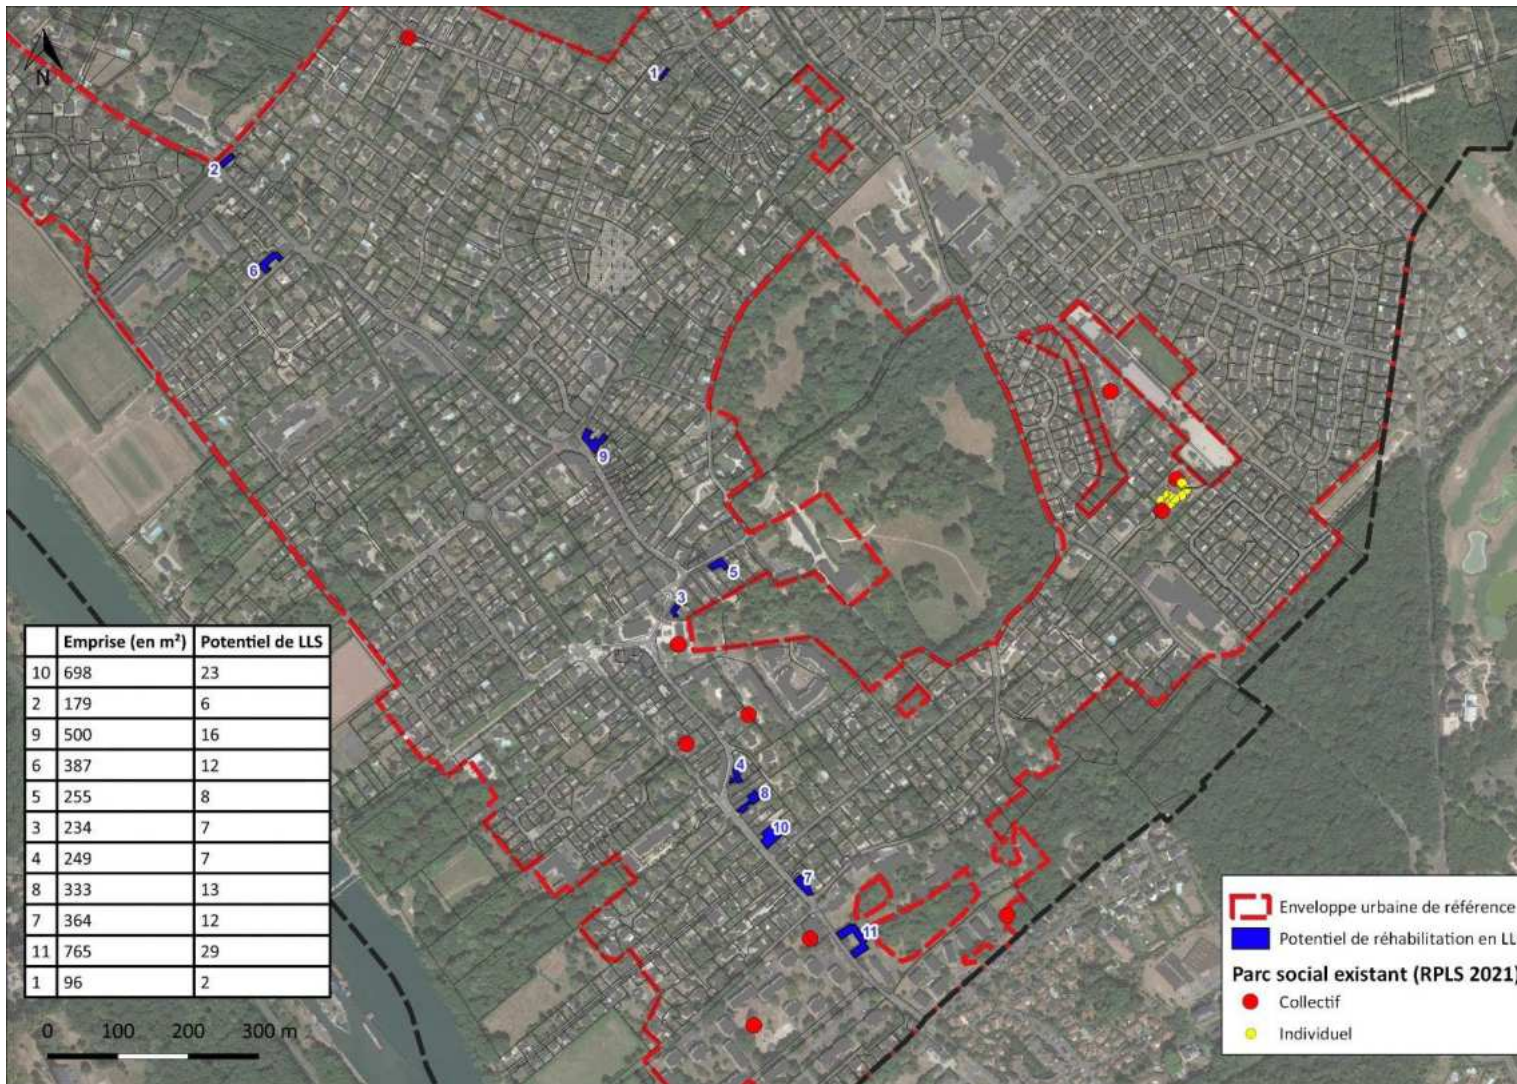 N
1
2
6
9
5
3
4
8
10
7
11
Emprise (en m²) Potentiel de LLS
10 698 23
2 179 6
9 500 16
6 387 12
5 255 8
3 234 7
4 249 7
8 333 13
7 364 12
11 765 29
1 96 2
0 100 200 300 m
Enveloppe urbaine de référence
Potentiel de réhabilitation en LL
Parc social existant (RPLS 2021)
Collectif
Individuel